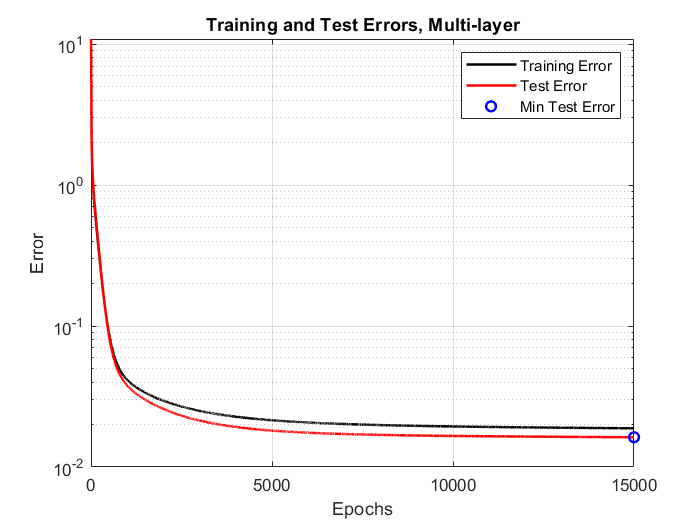 Training and Test Errors, Multi-layer
10^1
10^0
10^-1
10^-2
Error
Training Error
Test Error
Min Test Error
0 5000 10000 15000
Epochs